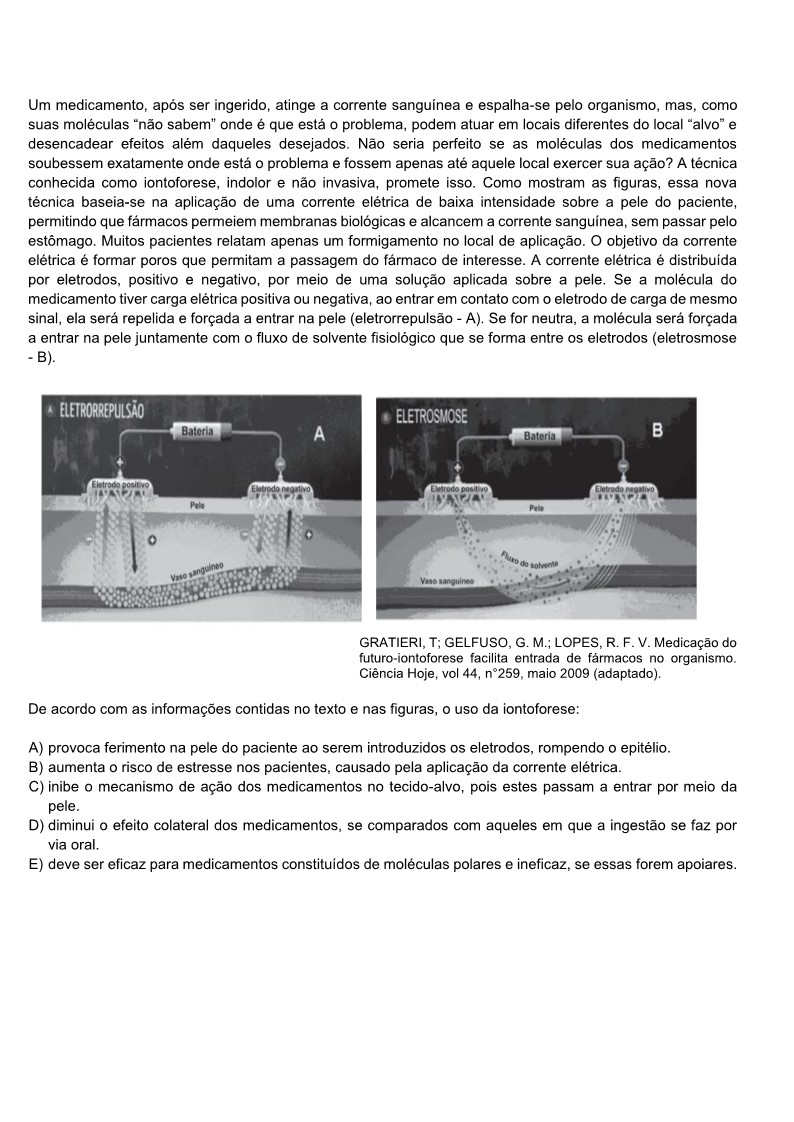 Um medicamento, após ser ingerido, atinge a corrente sanguínea e espalha-se pelo organismo, mas, como
suas moléculas “não sabem” onde é que está o problema, podem atuar em locais diferentes do local “alvo” e
desencadear efeitos além daqueles desejados. Não seria perfeito se as moléculas dos medicamentos
soubessem exatamente onde está o problema e fossem apenas até aquele local exercer sua ação? A técnica
conhecida como iontoforese, indolor e não invasiva, promete isso. Como mostram as figuras, essa nova
técnica baseia-se na aplicação de uma corrente elétrica de baixa intensidade sobre a pele do paciente,
permitindo que fármacos permeiem membranas biológicas e alcancem a corrente sanguínea, sem passar pelo
estômago. Muitos pacientes relatam apenas um formigamento no local de aplicação. O objetivo da corrente
elétrica é formar poros que permitam a passagem do fármaco de interesse. A corrente elétrica é distribuída
por eletrodos, positivo e negativo, por meio de uma solução aplicada sobre a pele. Se a molécula do
medicamento tiver carga elétrica positiva ou negativa, ao entrar em contato com o eletrodo de carga de mesmo
sinal, ela será repelida e forçada a entrar na pele (eletrorrepulsão - A). Se for neutra, a molécula será forçada
a entrar na pele juntamente com o fluxo de solvente fisiológico que se forma entre os eletrodos (eletrosmose
- B).
A ELETRORREPULSÃO
Bateria
A
+
−
Eletrodo positivo
Eletrodo negativo
Pele
− + − +
Vaso sanguíneo
ELETROSMOSE
Bateria
B
+
−
Eletrodo positivo
Eletrodo negativo
Pele
Fluxo do solvente
Vaso sanguíneo
GRATIERI, T; GELFUSO, G. M.; LOPES, R. F. V. Medicação do
futuro-iontoforese facilita entrada de fármacos no organismo.
Ciência Hoje, vol 44, n°259, maio 2009 (adaptado).
De acordo com as informações contidas no texto e nas figuras, o uso da iontoforese:
A) provoca ferimento na pele do paciente ao serem introduzidos os eletrodos, rompendo o epitélio.
B) aumenta o risco de estresse nos pacientes, causado pela aplicação da corrente elétrica.
C) inibe o mecanismo de ação dos medicamentos no tecido-alvo, pois estes passam a entrar por meio da
pele.
D) diminui o efeito colateral dos medicamentos, se comparados com aqueles em que a ingestão se faz por
via oral.
E) deve ser eficaz para medicamentos constituídos de moléculas polares e ineficaz, se essas forem apoiares.